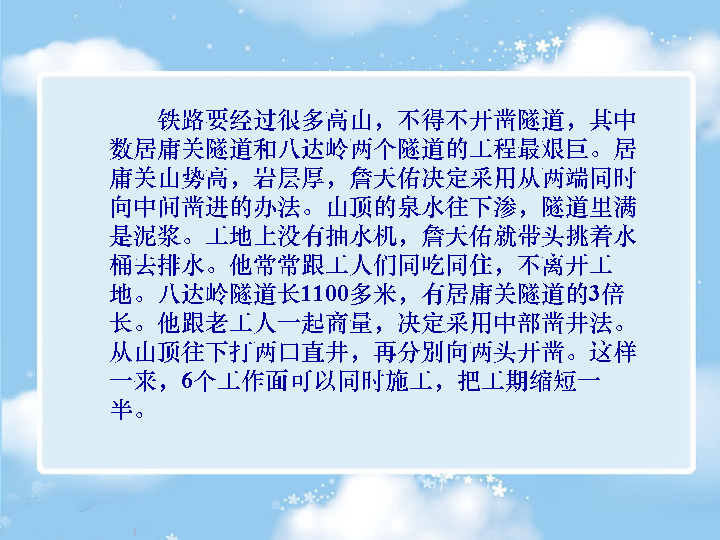 铁路要经过很多高山，不得不开凿隧道，其中
数居庸关隧道和八达岭两个隧道的工程最艰巨。居
庸关山势高，岩层厚，詹天佑决定采用从两端同时
向中间凿进的办法。山顶的泉水往下渗，隧道里满
是泥浆。工地上没有抽水机，詹天佑就带头挑着水
桶去排水。他常常跟工人们同吃同住，不离开工
地。八达岭隧道长1100多米，有居庸关隧道的3倍
长。他跟老工人一起商量，决定采用中部凿井法。
从山顶往下打两口直井，再分别向两头开凿。这样
一来，6个工作面可以同时施工，把工期缩短一
半。